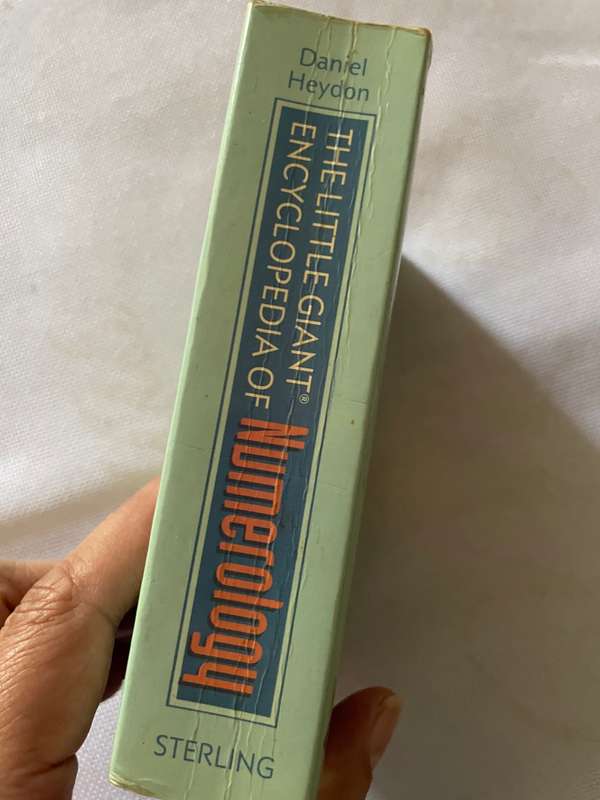 Daniel
Heydon
THE LITTLE GIANT®
ENCYCLOPEDIA OF
Numerology
STERLING